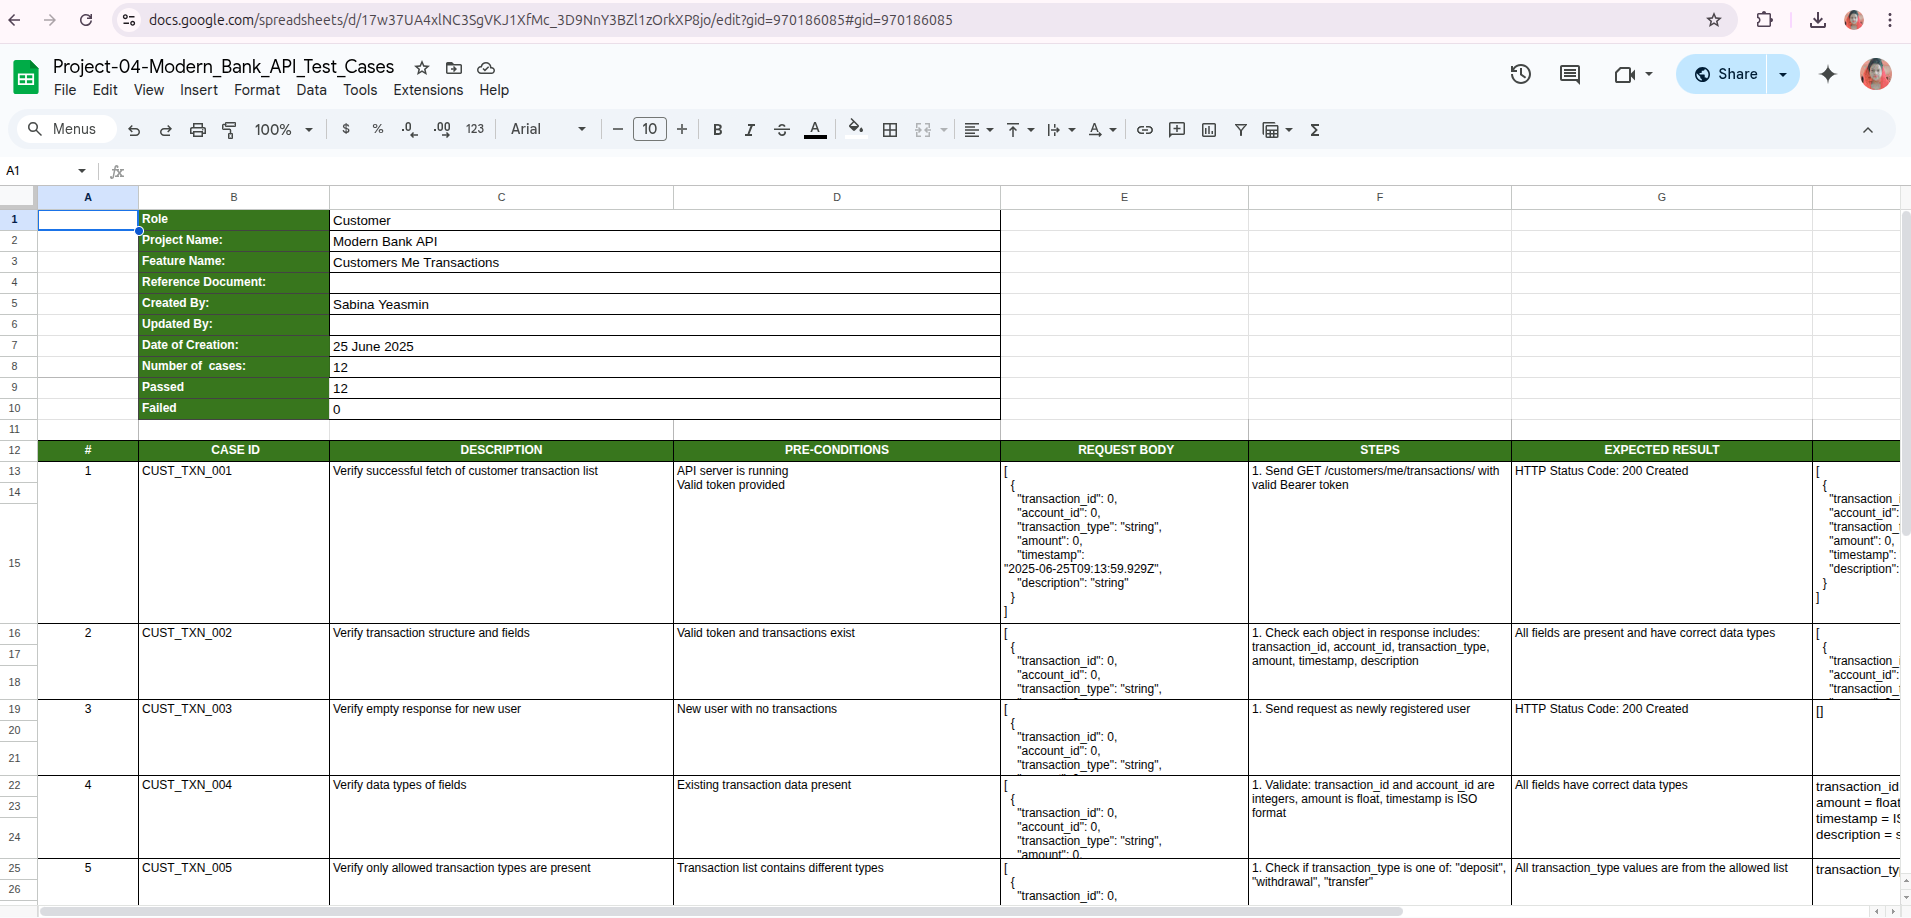 docs.google.com/spreadsheets/d/17w37UA4xlNC3SgVKJ1XfMc_3D9NnY3BZl1zOrkXP8jo/edit?gid=970186085#gid=970186085
Project-04-Modern_Bank_API_Test_Cases
File Edit View Insert Format Data Tools Extensions Help
Share
Menus 100% $ % .0 .00 123 Arial 10 B I A
A1 fx
A B C D E F G
1 Role Customer
2 Project Name: Modern Bank API
3 Feature Name: Customers Me Transactions
4 Reference Document:
5 Created By: Sabina Yeasmin
6 Updated By:
7 Date of Creation: 25 June 2025
8 Number of cases: 12
9 Passed 12
10 Failed 0
11
12 # CASE ID DESCRIPTION PRE-CONDITIONS REQUEST BODY STEPS EXPECTED RESULT
13
14
15
1 CUST_TXN_001 Verify successful fetch of customer transaction list
API server is running
Valid token provided
[
{
"transaction_id": 0,
"account_id": 0,
"transaction_type": "string",
"amount": 0,
"timestamp":
"2025-06-25T09:13:59.929Z",
"description": "string"
}
]
1. Send GET /customers/me/transactions/ with
valid Bearer token
HTTP Status Code: 200 Created
[
{
"transaction_i
"account_id":
"transaction_t
"amount": 0,
"timestamp":
"description":
}
]
16
17
18
2 CUST_TXN_002 Verify transaction structure and fields Valid token and transactions exist
[
{
"transaction_id": 0,
"account_id": 0,
"transaction_type": "string",
1. Check each object in response includes:
transaction_id, account_id, transaction_type,
amount, timestamp, description
All fields are present and have correct data types
[
{
"transaction_i
"account_id":
"transaction_t
19
20
21
3 CUST_TXN_003 Verify empty response for new user New user with no transactions
[
{
"transaction_id": 0,
"account_id": 0,
"transaction_type": "string",
1. Send request as newly registered user
HTTP Status Code: 200 Created
[]
22
23
24
4 CUST_TXN_004 Verify data types of fields Existing transaction data present
[
{
"transaction_id": 0,
"account_id": 0,
"transaction_type": "string",
"amount": 0,
1. Validate: transaction_id and account_id are
integers, amount is float, timestamp is ISO
format
All fields have correct data types
transaction_id
amount = float
timestamp = IS
description = s
25
26
5 CUST_TXN_005 Verify only allowed transaction types are present Transaction list contains different types
[
{
"transaction_id": 0,
1. Check if transaction_type is one of: "deposit",
"withdrawal", "transfer"
All transaction_type values are from the allowed list
transaction_ty